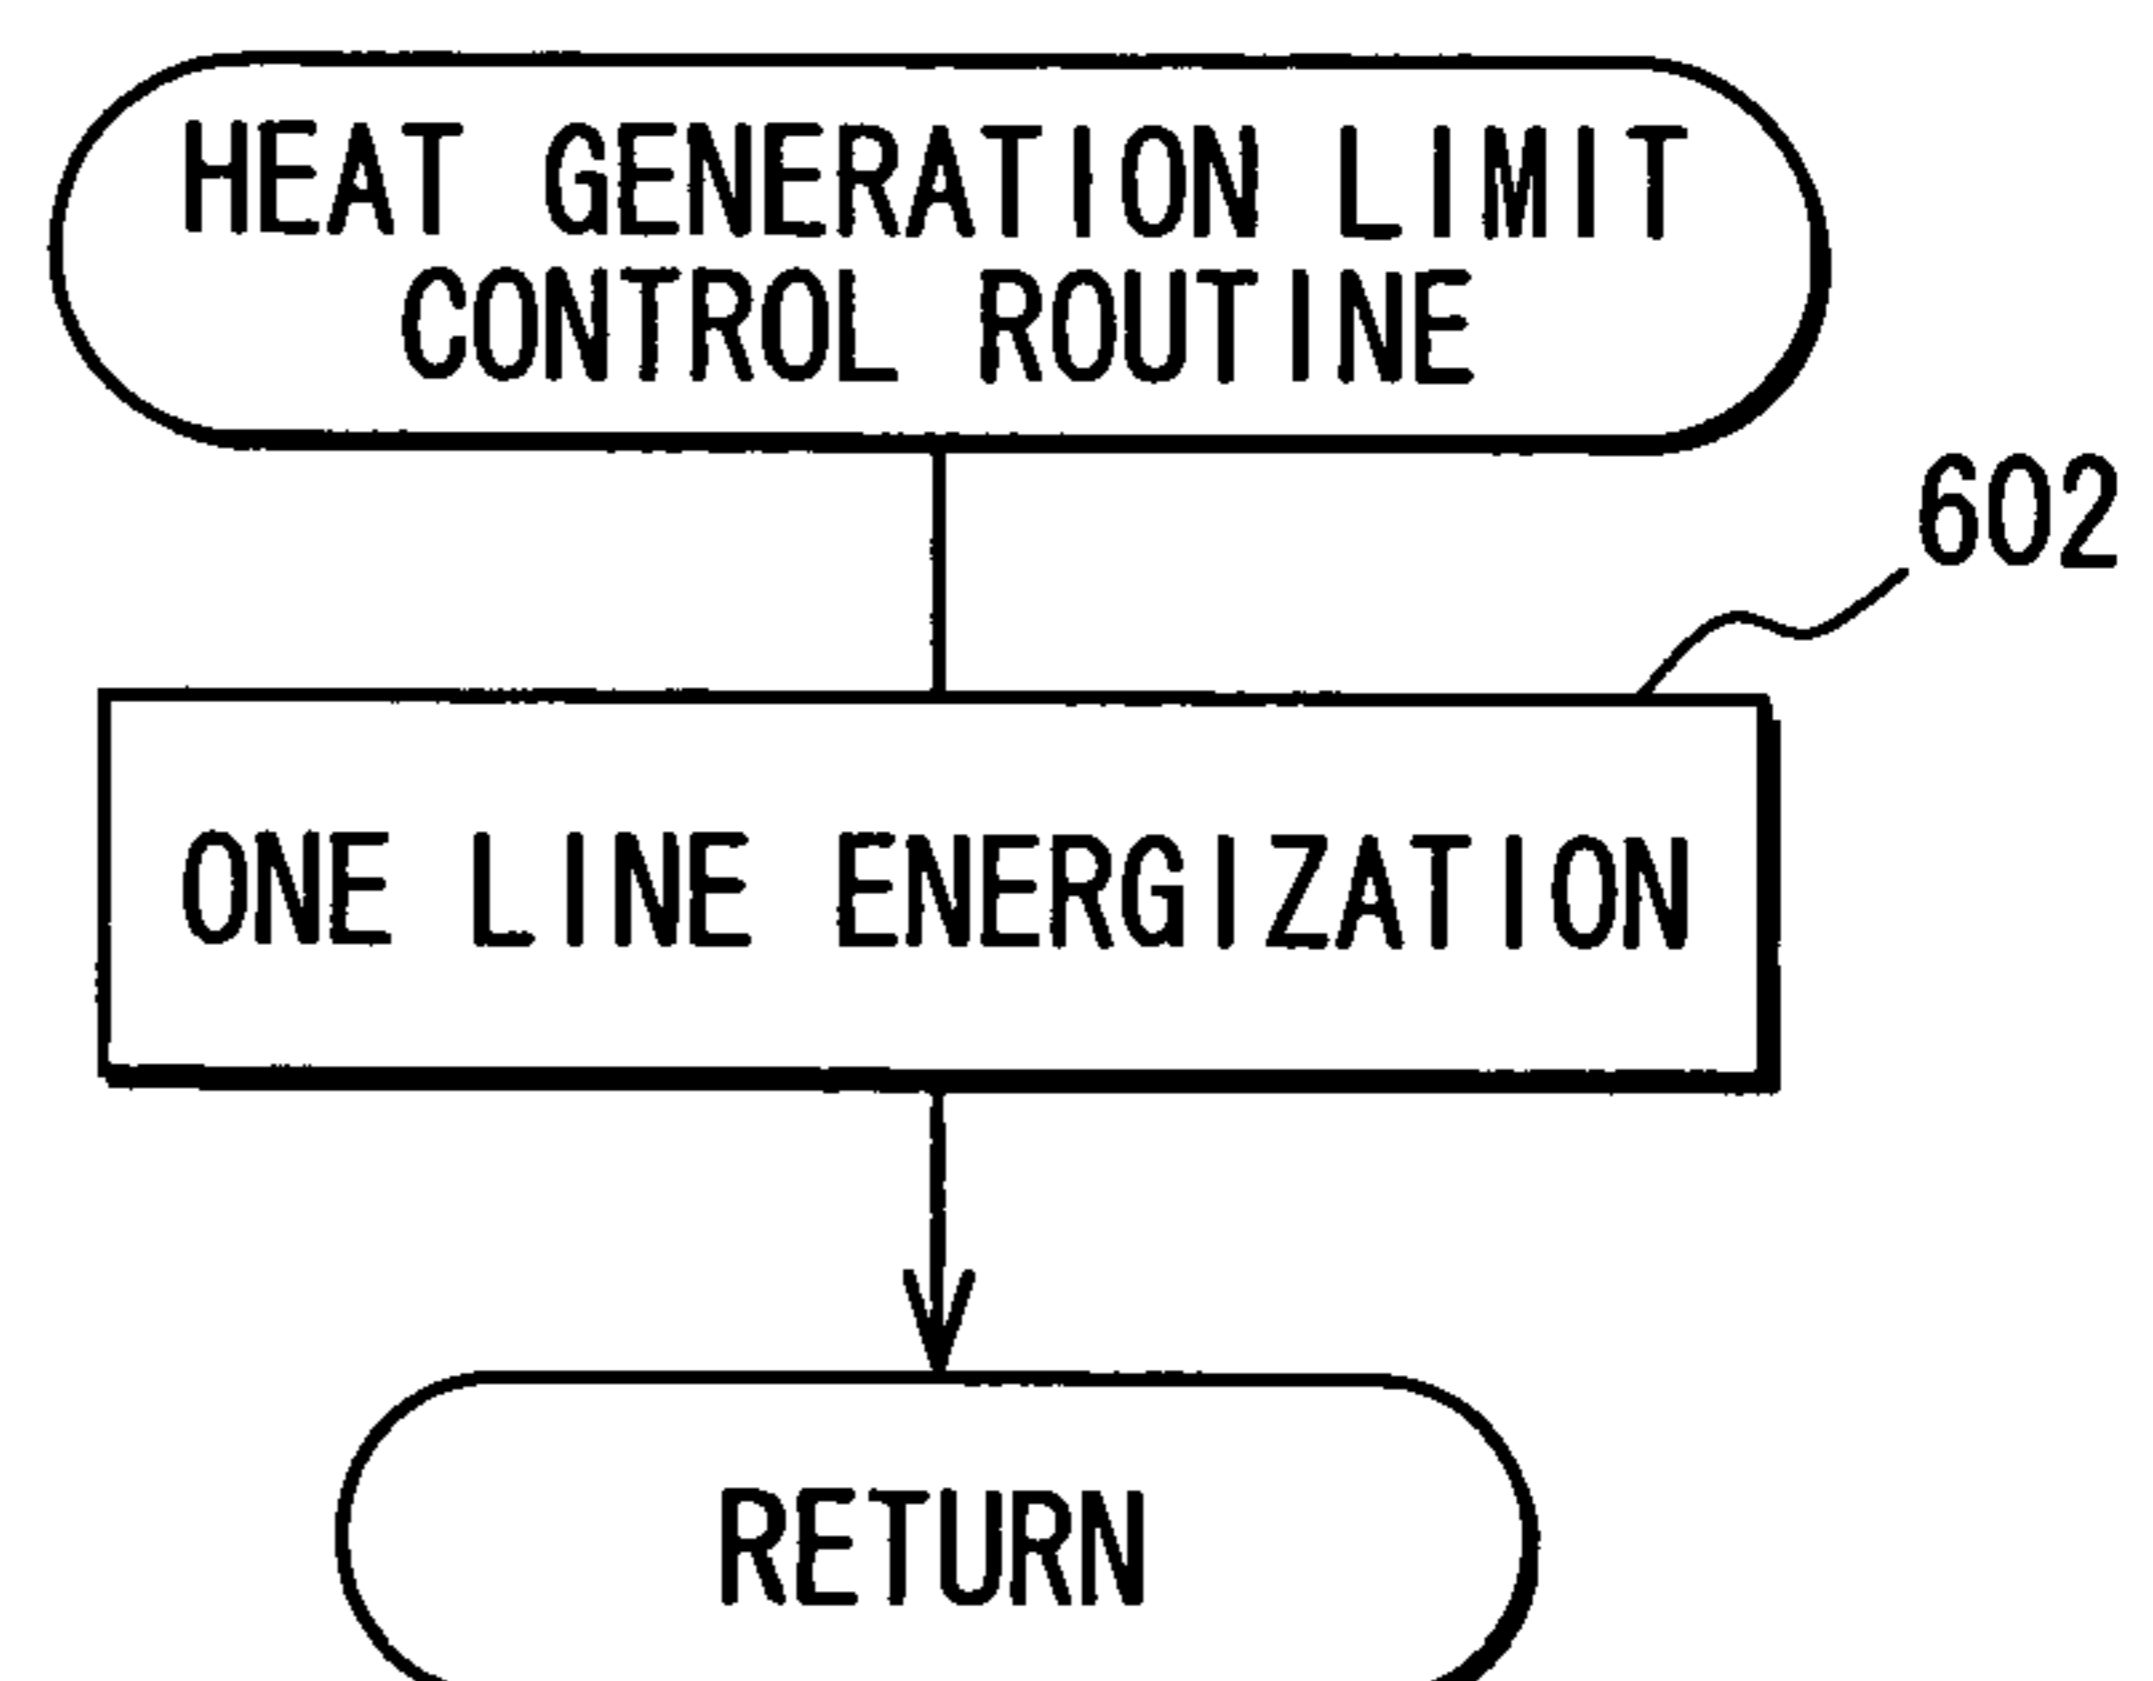 HEAT GENERATION LIMIT
CONTROL ROUTINE
602
ONE LINE ENERGIZATION
RETURN